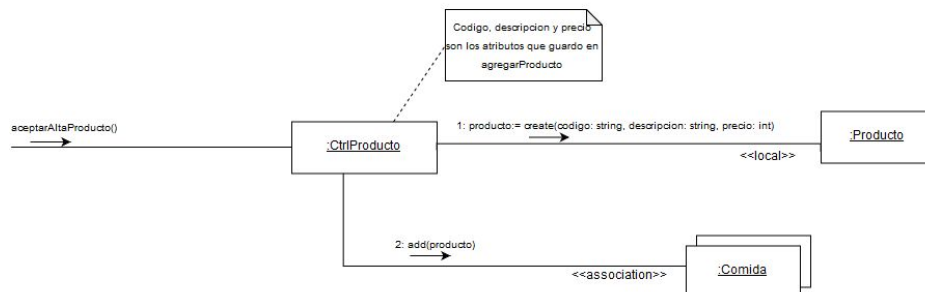 Codigo, descripcion y precio
son los atributos que guardo en
agregarProducto
aceptarAltaProducto()
1: producto:= create(codigo: string, descripcion: string, precio: int)
:CtrlProducto
:Producto
<<local>>
2: add(producto)
<<association>>
:Comida